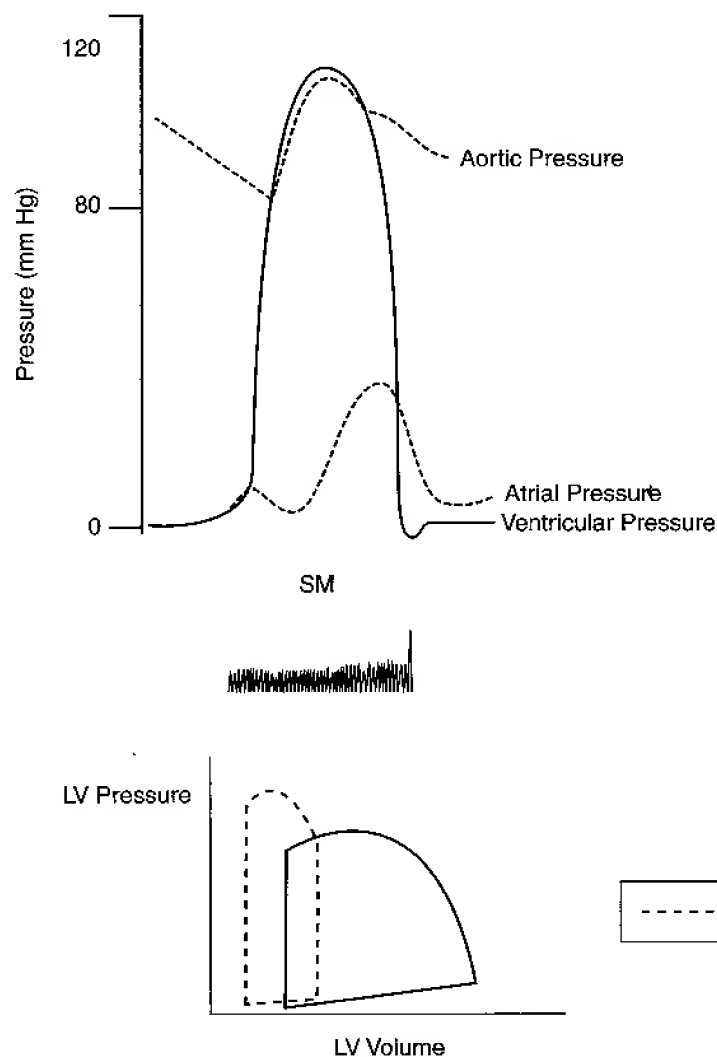 120
Aortic Pressure
80
Pressure (mm Hg)
Atrial Pressure
0
Ventricular Pressure
SM
LV Pressure
LV Volume